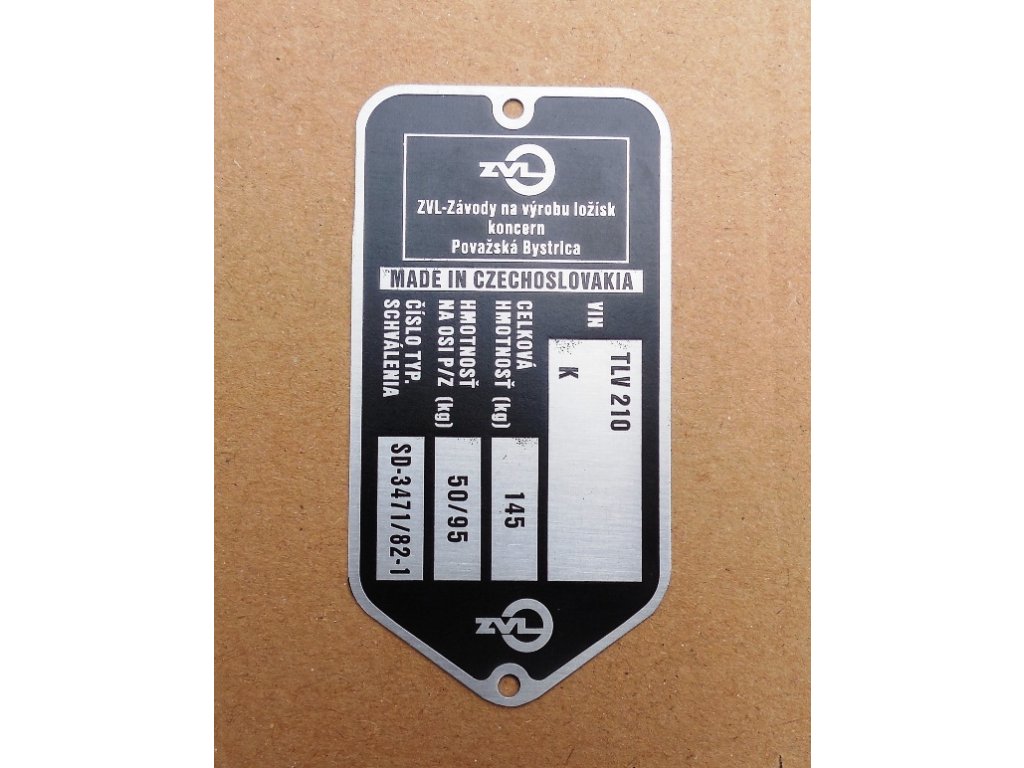 ZVL
ZVL-Závody na výrobu ložísk
koncern
Považská Bystrica
MADE IN CZECHOSLOVAKIA
VIN
TLV 210
K
CELKOVÁ
HMOTNOSŤ (kg)
145
HMOTNOSŤ
NA OSI P/Z (kg)
50/95
ČÍSLO TYP.
SCHVÁLENIA
SD-3471/82-1
ZVL